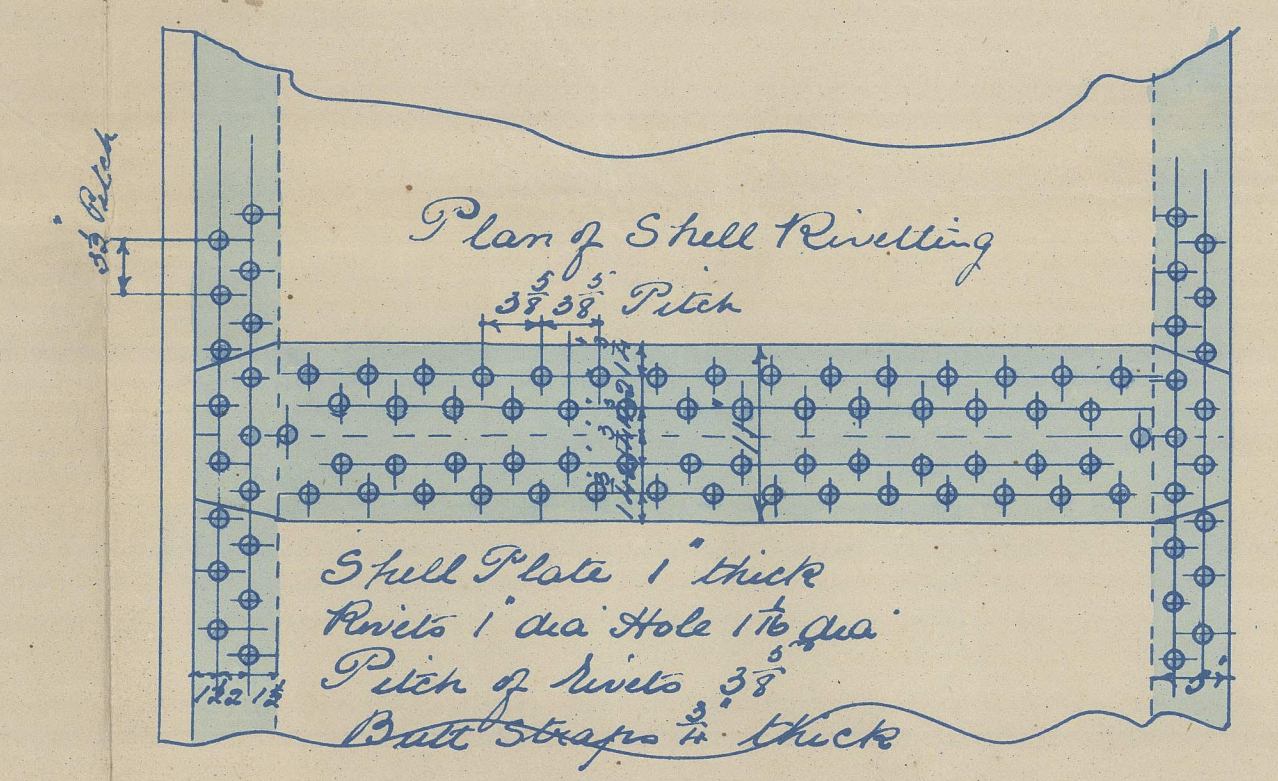 Plan of Shell Rivetting
3 5/8 3 5/8 Pitch
Pitch
11"
Shell Plate 1" thick
Rivets 1" dia Hole 1 1/16 dia
Pitch of Rivets 3 5/8"
Butt Straps 3/4" thick
1 1/2 2 1 1/2
5"